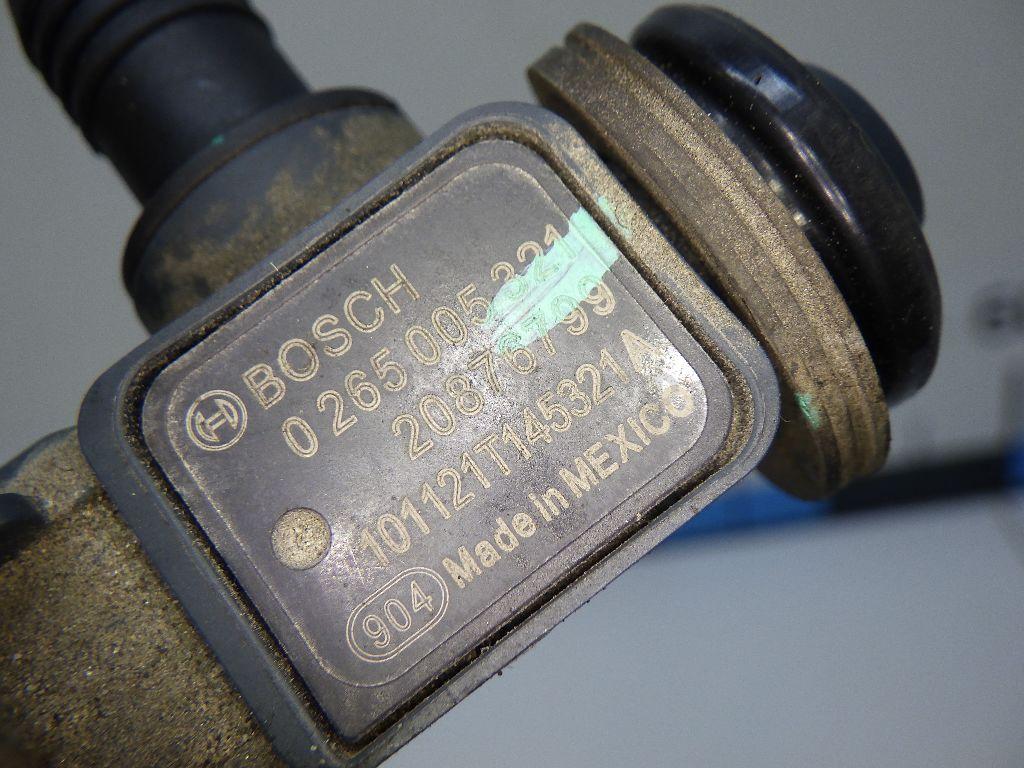 BOSCH
0 265 005 321
20876799
101121T145321A
904 Made in MEXICO